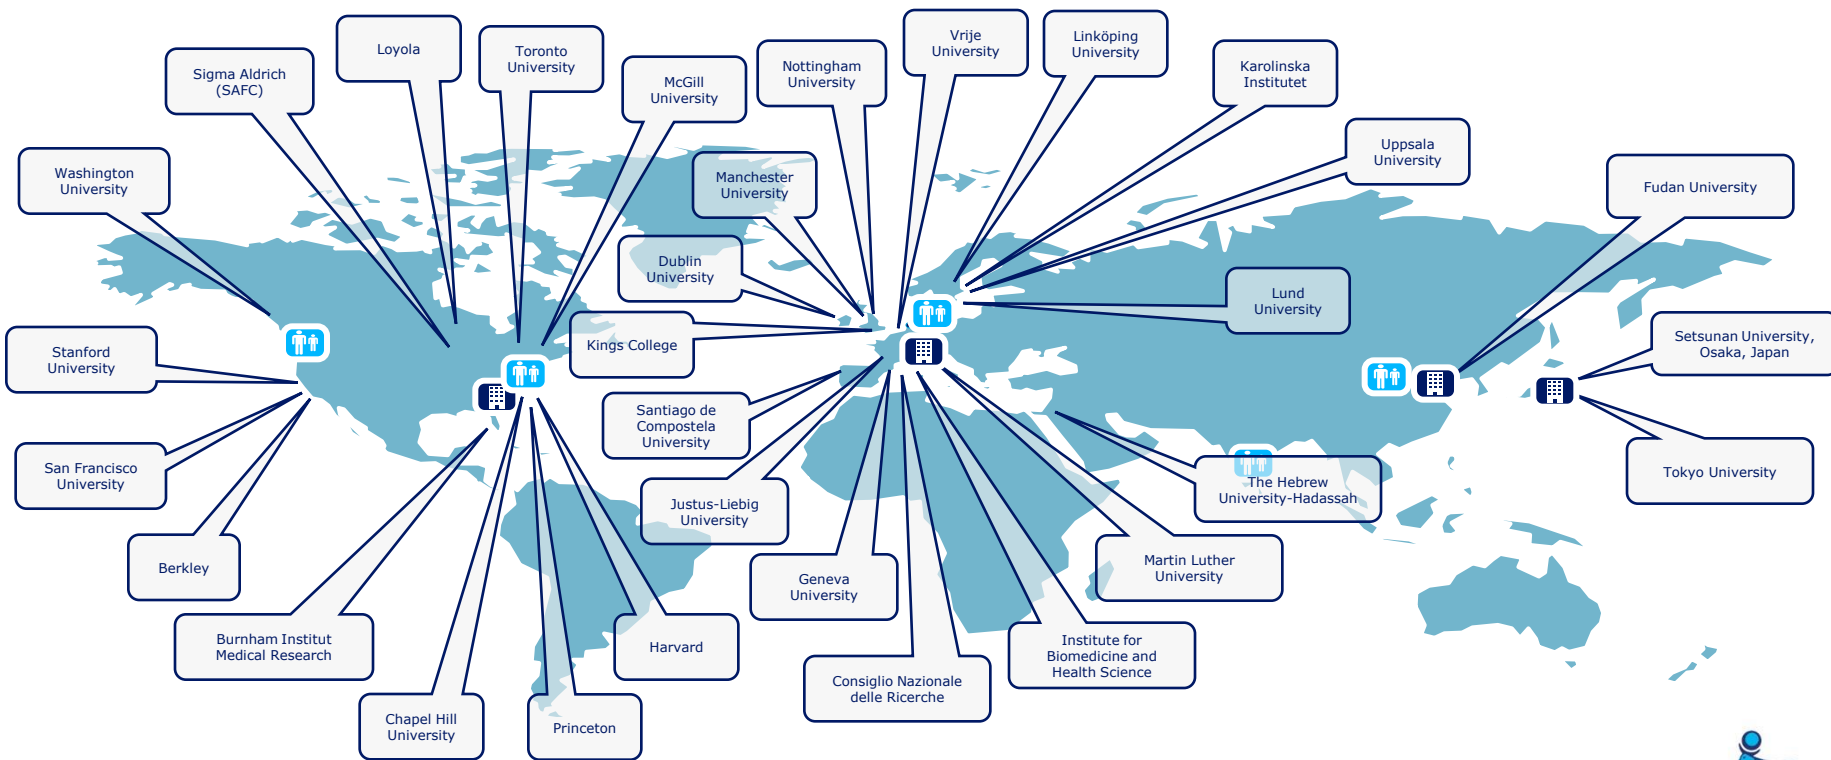 Loyola
Toronto
University
Sigma Aldrich
(SAFC)
McGill
University
Nottingham
University
Vrije
University
Linköping
University
Karolinska
Institutet
Uppsala
University
Washington
University
Manchester
University
Fudan University
Dublin
University
Lund
University
Stanford
University
Kings College
Setsunan University,
Osaka, Japan
Santiago de
Compostela
University
San Francisco
University
Justus-Liebig
University
The Hebrew
University-Hadassah
Tokyo University
Berkley
Geneva
University
Martin Luther
University
Burnham Institut
Medical Research
Harvard
Institute for
Biomedicine and
Health Science
Consiglio Nazionale
delle Ricerche
Chapel Hill
University
Princeton